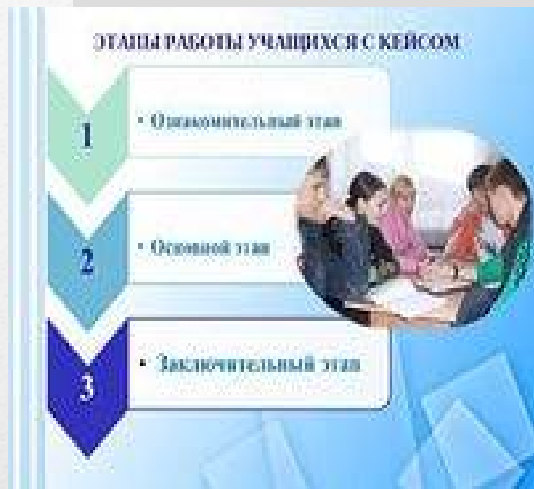 ЭТАПЫ РАБОТЫ УЧАЩИХСЯ С КЕЙСОМ
1
• Ознакомительный этап
2
• Основной этап
3
• Заключительный этап